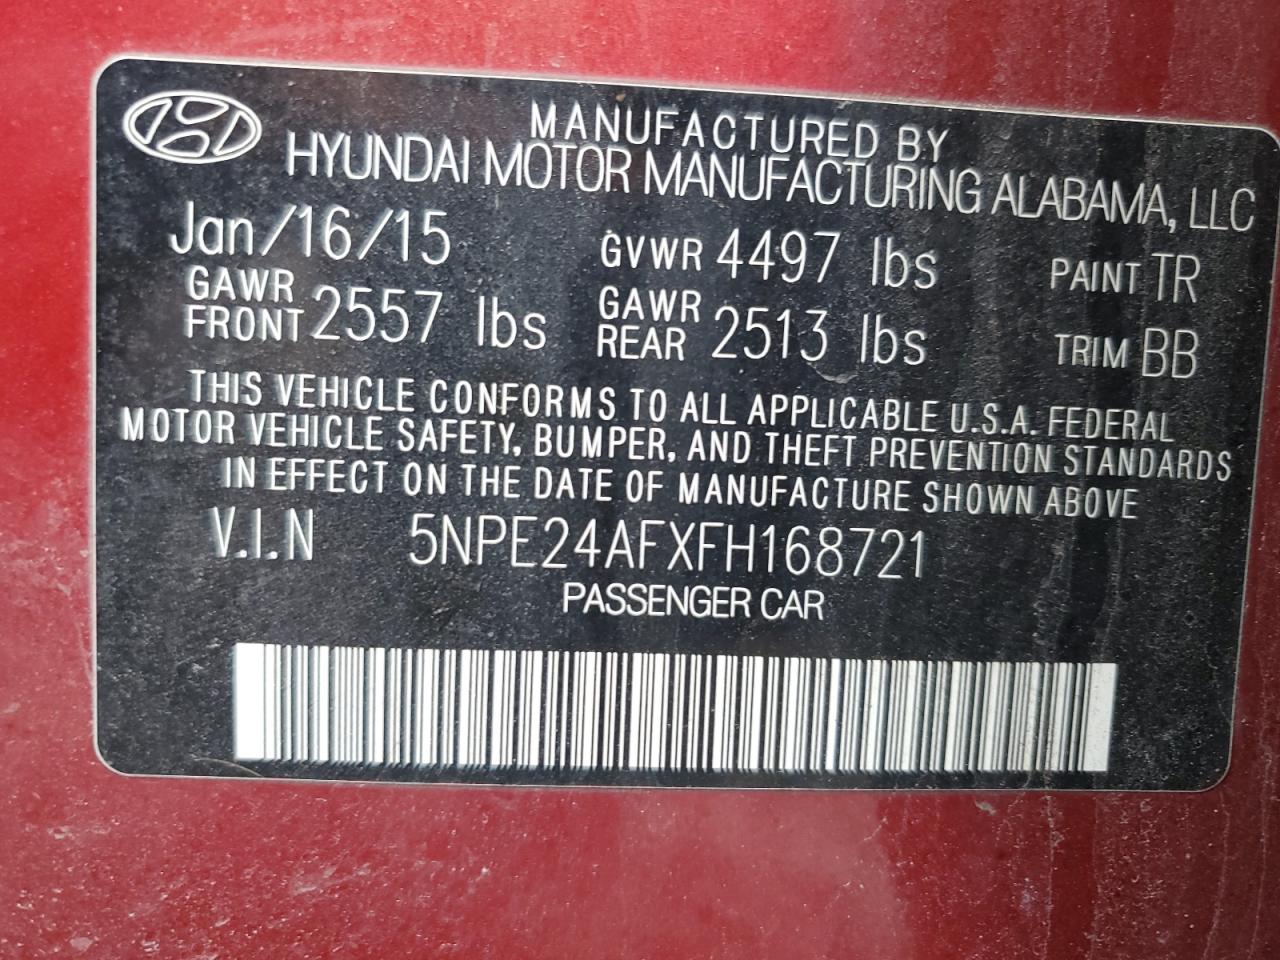 MANUFACTURED BY
HYUNDAI MOTOR MANUFACTURING ALABAMA, LLC
Jan/16/15 GVWR 4497 lbs PAINT TR
GAWR FRONT 2557 lbs GAWR REAR 2513 lbs TRIM BB
THIS VEHICLE CONFORMS TO ALL APPLICABLE U.S.A. FEDERAL
MOTOR VEHICLE SAFETY, BUMPER, AND THEFT PREVENTION STANDARDS
IN EFFECT ON THE DATE OF MANUFACTURE SHOWN ABOVE
V.I.N 5NPE24AFXFH168721
PASSENGER CAR